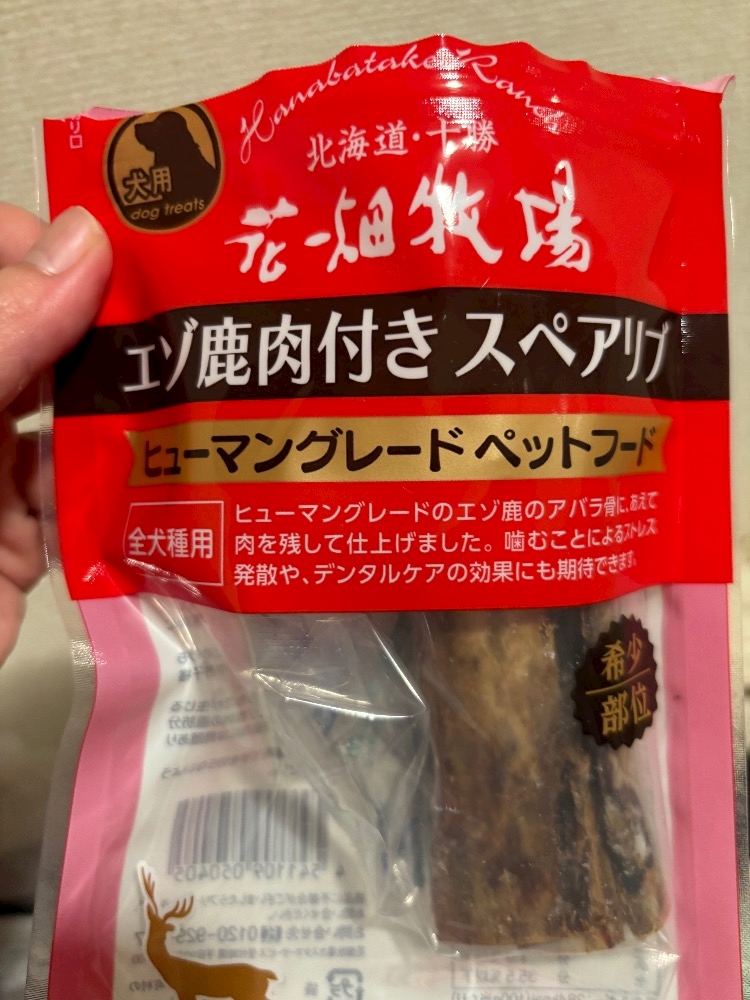 Hanabatake Ranch
北海道・十勝
犬用
dog treats
花畑牧場
エゾ鹿肉付き スペアリブ
ヒューマングレード ペットフード
全犬種用
ヒューマングレードのエゾ鹿のアバラ骨に、あえて
肉を残して仕上げました。噛むことによるストレス
発散や、デンタルケアの効果にも期待できます。
希少
部位
4 541109 050405